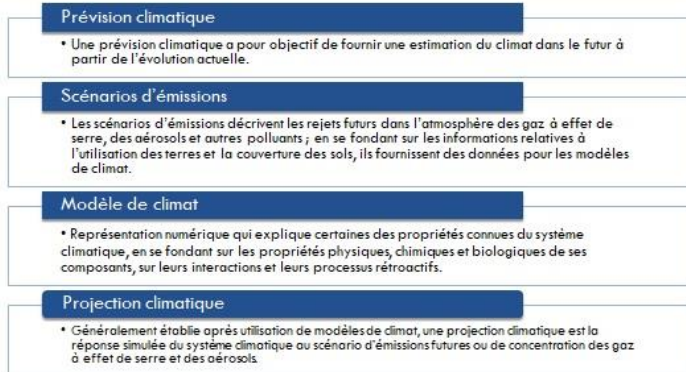 Prévision climatique
• Une prévision climatique a pour objectif de fournir une estimation du climat dans le futur à
partir de l'évolution actuelle.
Scénarios d'émissions
• Les scénarios d'émissions décrivent les rejets futurs dans l'atmosphère des gaz à effet de
serre, des aérosols et autres polluants ; en se fondant sur les informations relatives à
l'utilisation des terres et la couverture des sols, ils fournissent des données pour les modèles
de climat.
Modèle de climat
• Représentation numérique qui explique certaines des propriétés connues du système
climatique, en se fondant sur les propriétés physiques, chimiques et biologiques de ses
composants, sur leurs interactions et leurs processus rétroactifs.
Projection climatique
• Généralement établie après utilisation de modèles de climat, une projection climatique est la
réponse simulée du système climatique au scénario d'émissions futures ou de concentration des gaz
à effet de serre et des aérosols.